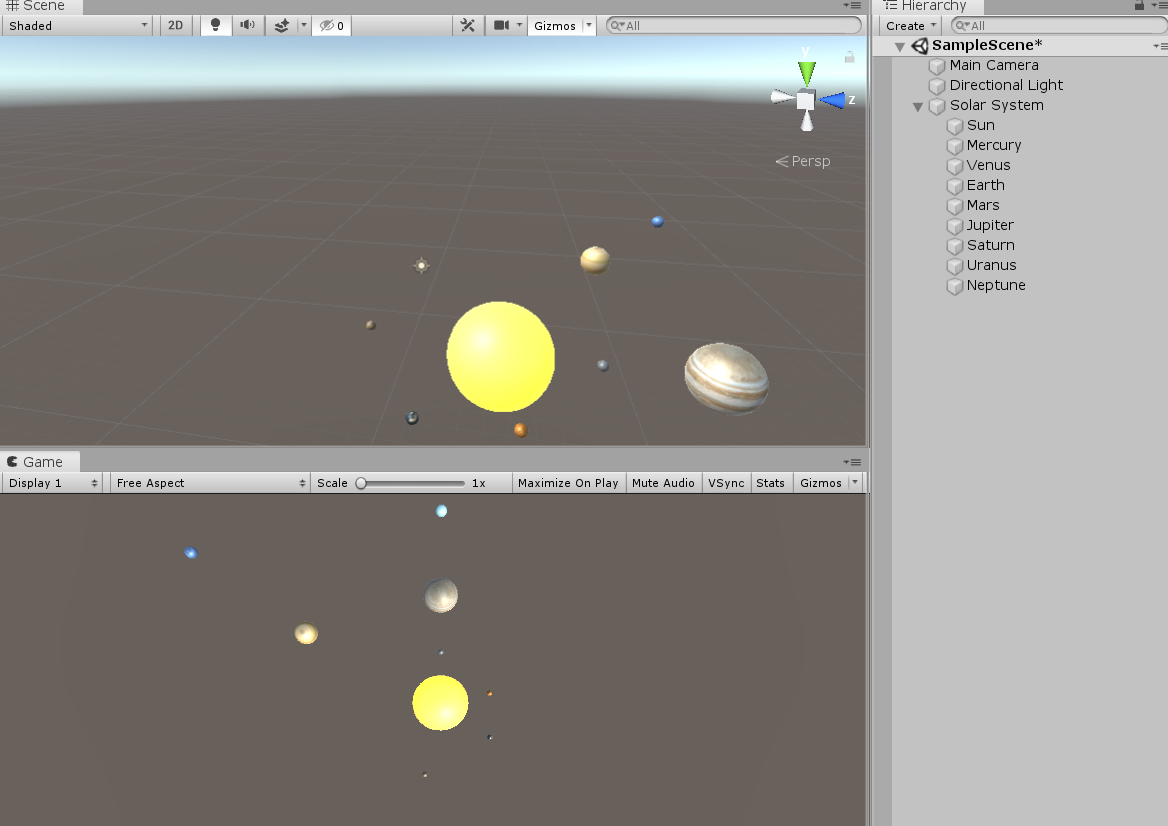 Scene
Shaded 2D 0 Gizmos All
Y
z
Persp
Game
Display 1 Free Aspect Scale 1x Maximize On Play Mute Audio VSync Stats Gizmos
Hierarchy
Create All
SampleScene*
Main Camera
Directional Light
Solar System
Sun
Mercury
Venus
Earth
Mars
Jupiter
Saturn
Uranus
Neptune